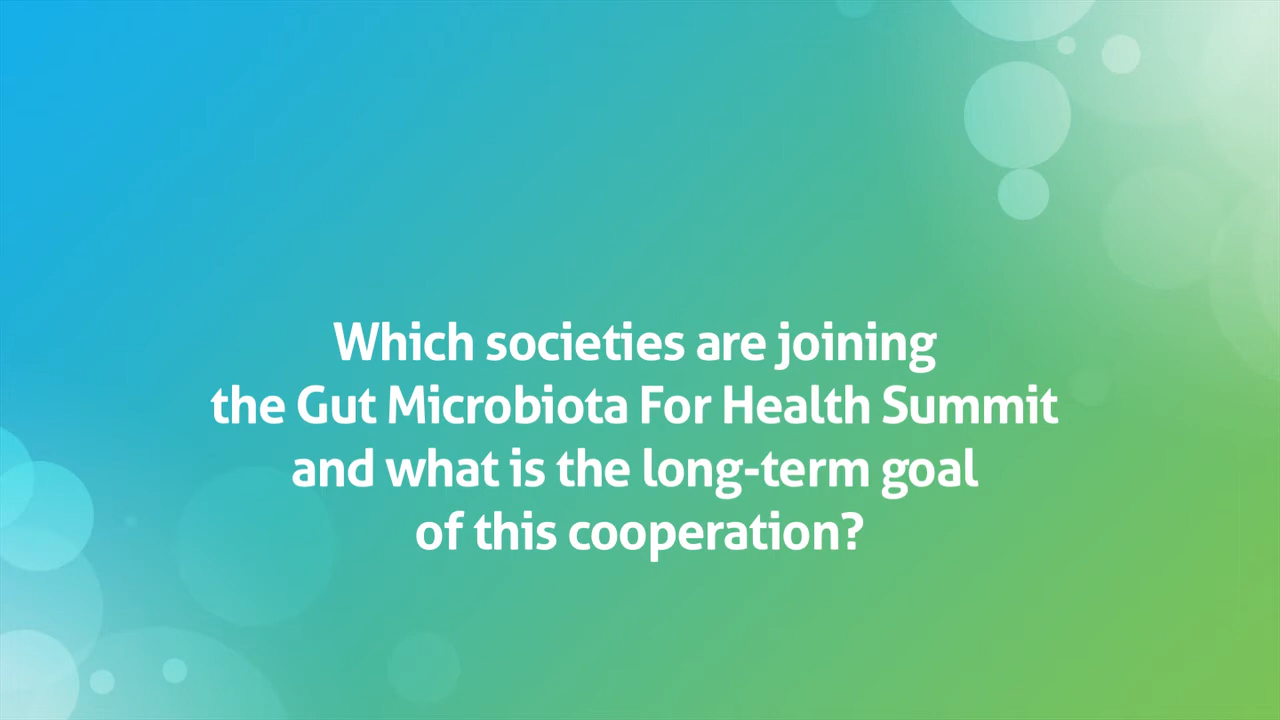 Which societies are joining
the Gut Microbiota For Health Summit
and what is the long-term goal
of this cooperation?